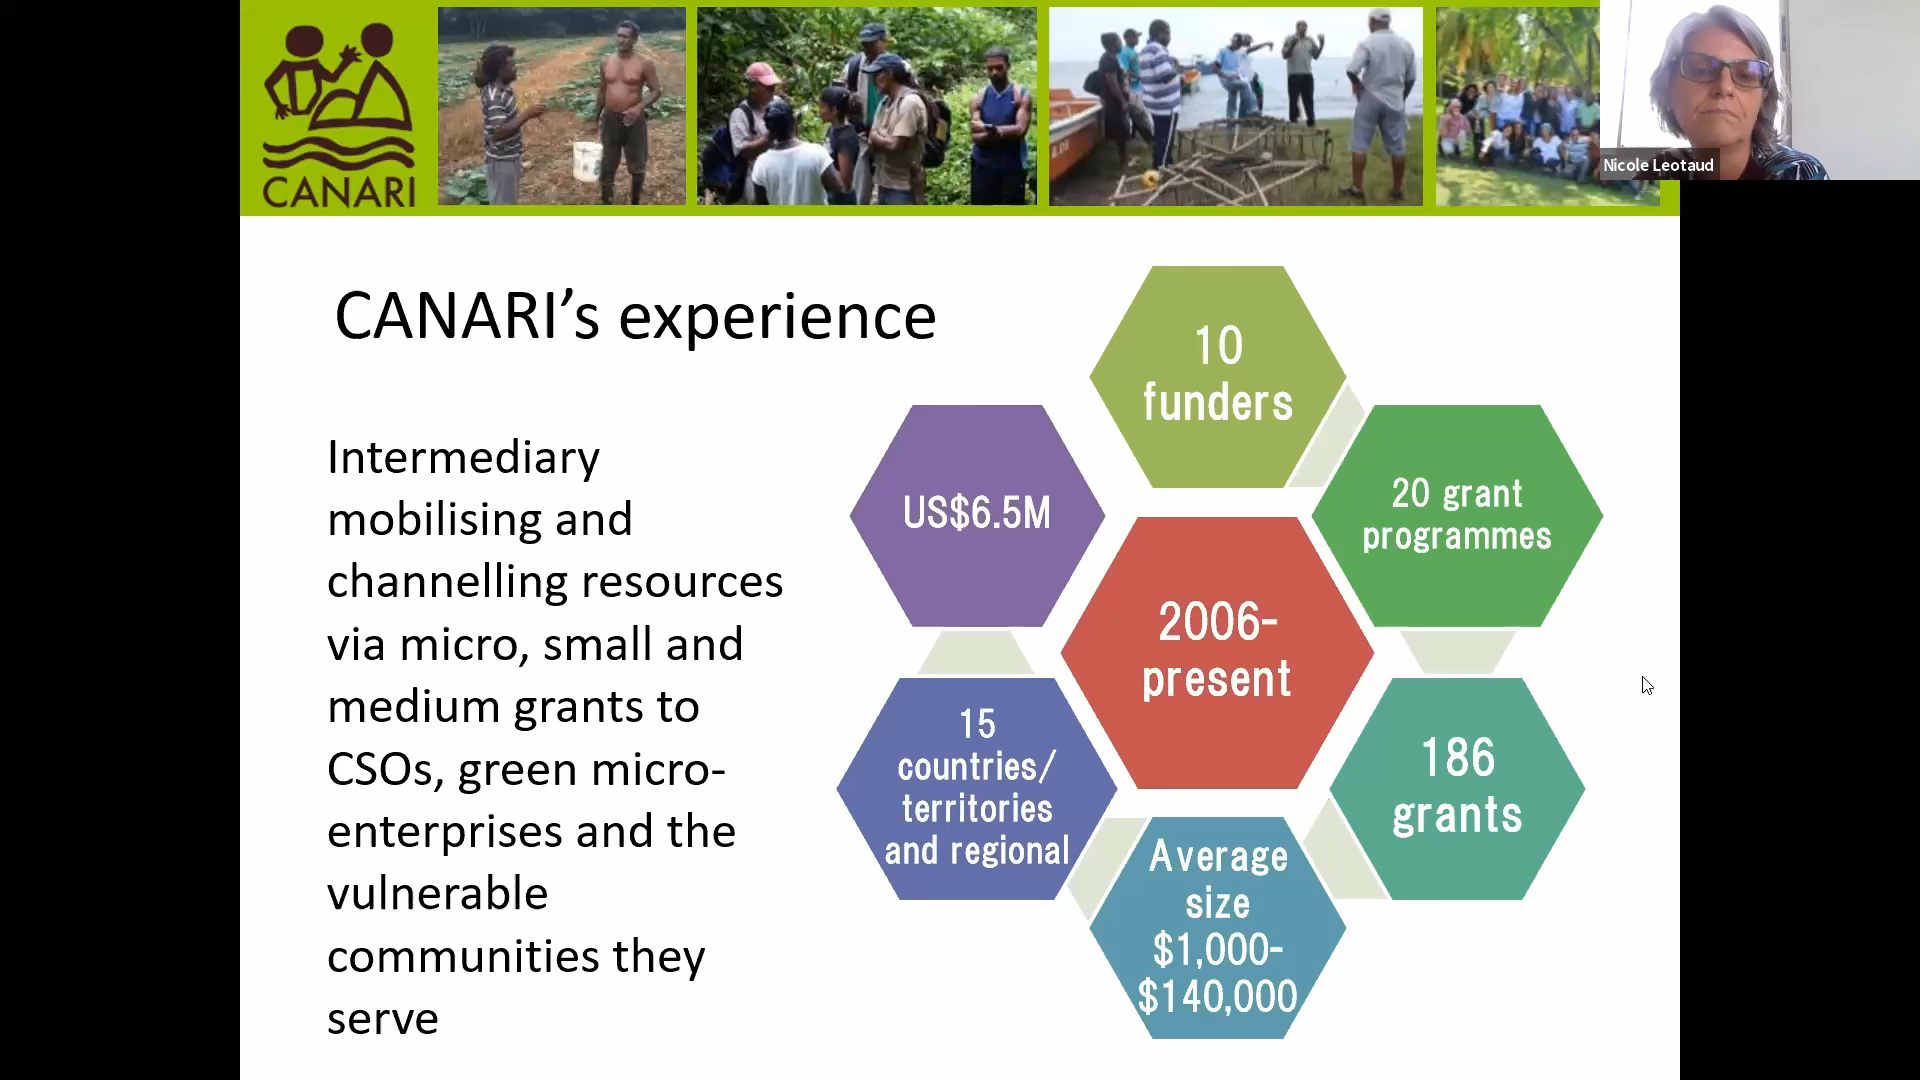 CANARI
Nicole Leotaud
CANARI’s experience
Intermediary
mobilising and
channelling resources
via micro, small and
medium grants to
CSOs, green micro-
enterprises and the
vulnerable
communities they
serve
10
funders
20 grant
programmes
186
grants
Average
size
$1,000-
$140,000
15
countries/
territories
and regional
US$6.5M
2006-
present